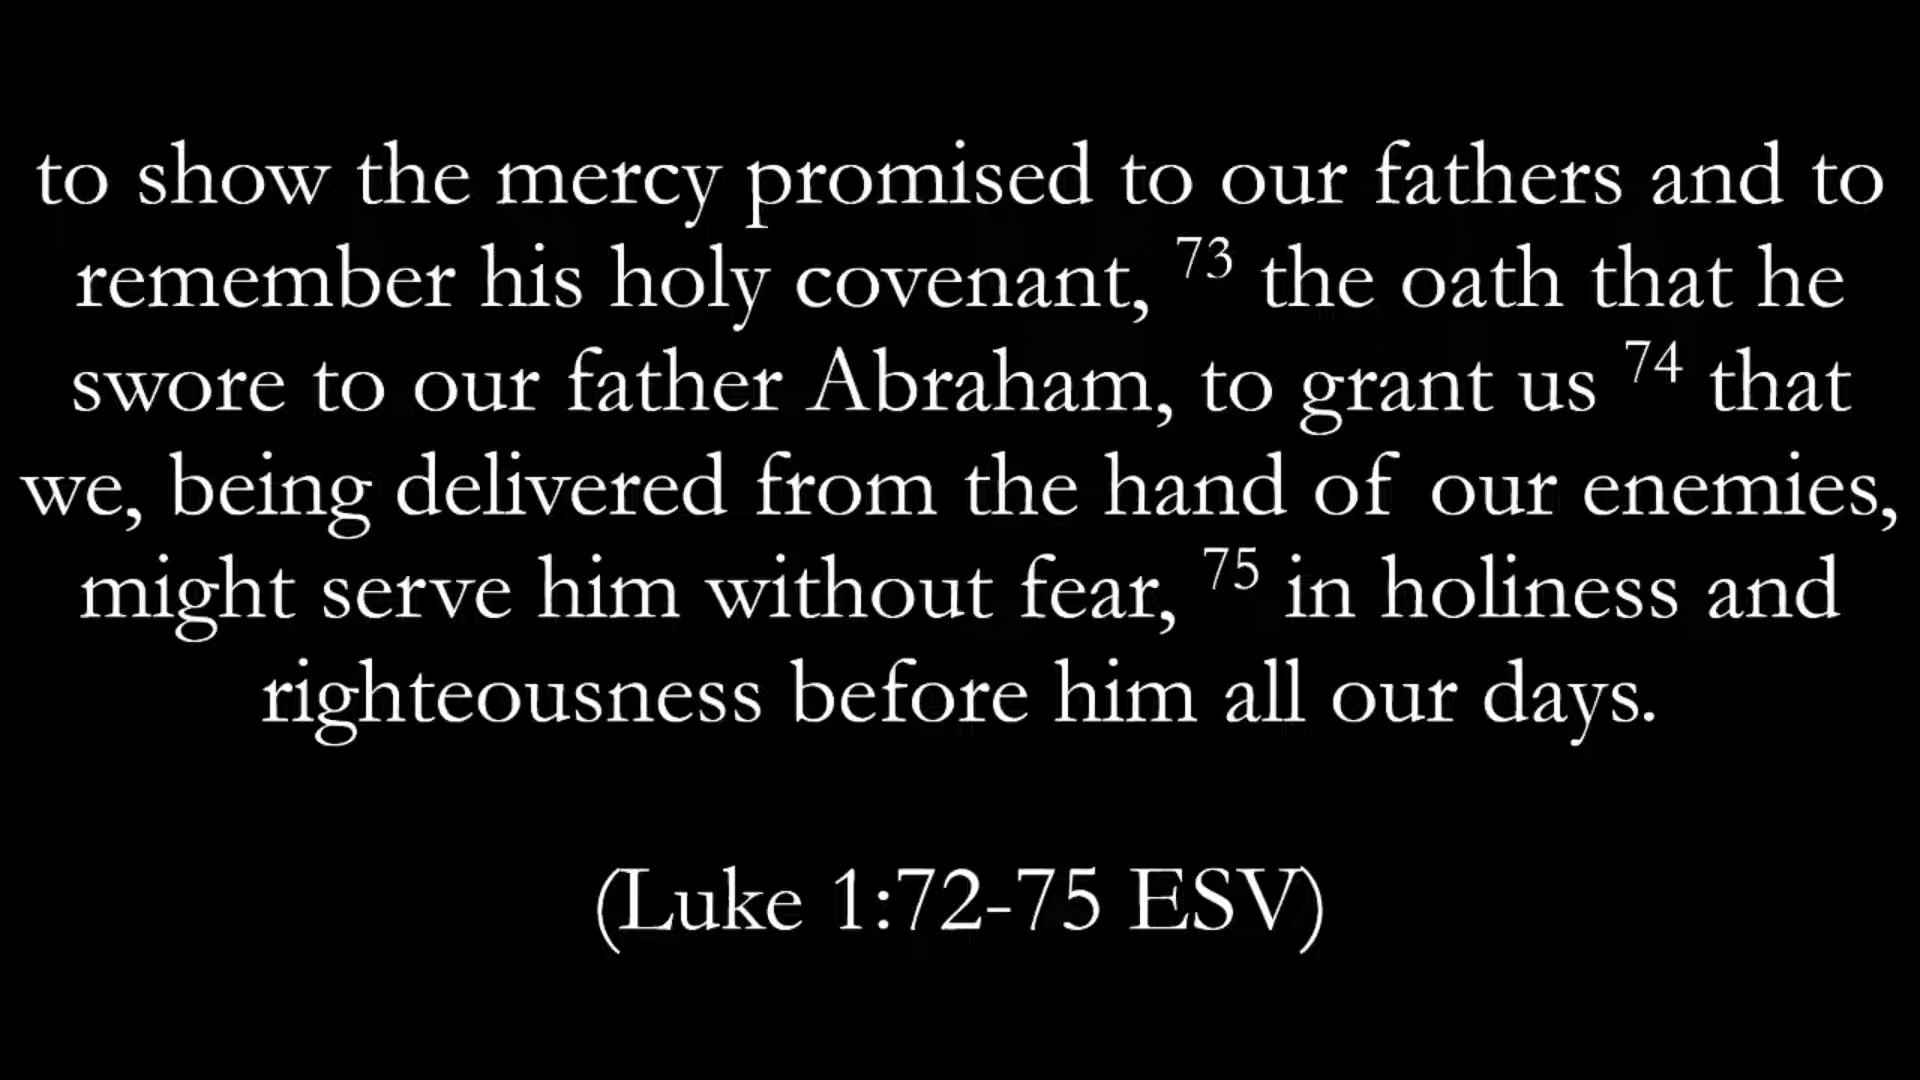 to show the mercy promised to our fathers and to
remember his holy covenant, 73 the oath that he
swore to our father Abraham, to grant us 74 that
we, being delivered from the hand of our enemies,
might serve him without fear, 75 in holiness and
righteousness before him all our days.
(Luke 1:72-75 ESV)